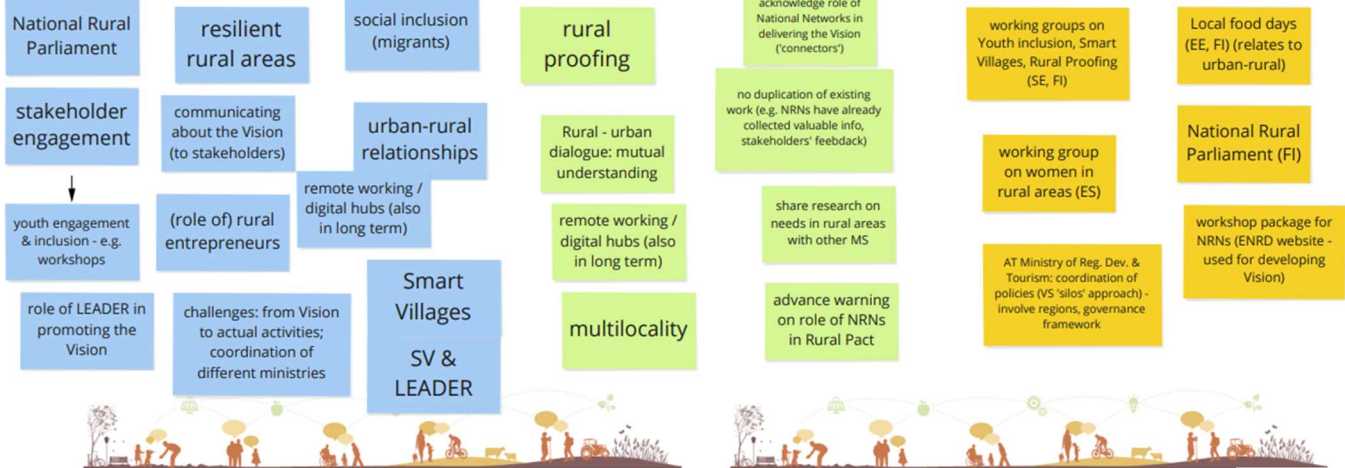 National Rural
Parliament
stakeholder
engagement
youth engagement
& inclusion - e.g.
workshops
role of LEADER in
promoting the
Vision
resilient
rural areas
communicating
about the Vision
(to stakeholders)
(role of) rural
entrepreneurs
challenges: from Vision
to actual activities;
coordination of
different ministries
social inclusion
(migrants)
urban-rural
relationships
remote working /
digital hubs (also
in long term)
Smart
Villages
SV &
LEADER
rural
proofing
Rural - urban
dialogue: mutual
understanding
remote working /
digital hubs (also
in long term)
multilocality
acknowledge role of
National Networks in
delivering the Vision
('connectors')
no duplication of existing
work (e.g. NRNs have already
collected valuable info,
stakeholders' feebdack)
share research on
needs in rural areas
with other MS
advance warning
on role of NRNs
in Rural Pact
working groups on
Youth inclusion, Smart
Villages, Rural Proofing
(SE, FI)
working group
on women in
rural areas (ES)
AT Ministry of Reg. Dev. &
Tourism: coordination of
policies (VS 'silos' approach) -
involve regions, governance
framework
Local food days
(EE, FI) (relates to
urban-rural)
National Rural
Parliament (FI)
workshop package for
NRNs (ENRD website -
used for developing
Vision)